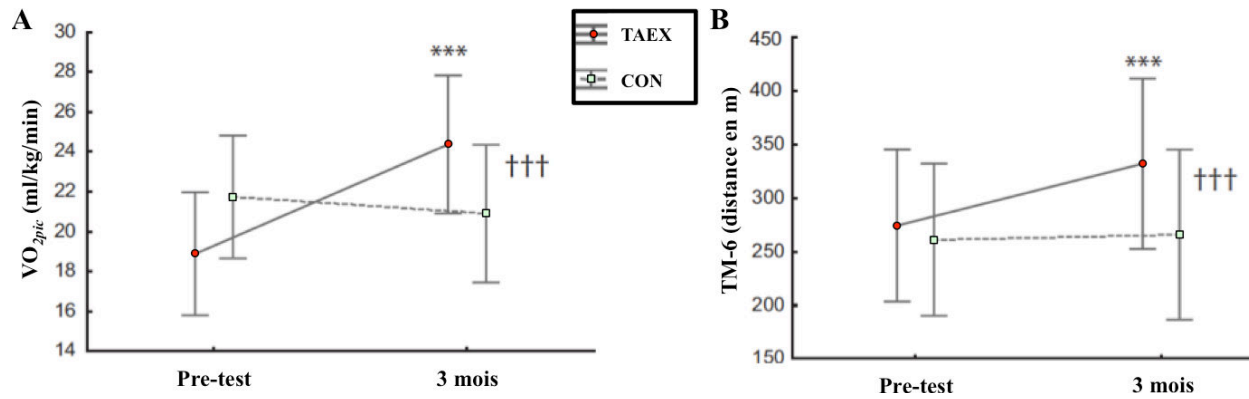 A
30
28
26
24
22
20
18
16
14
VO2pic (ml/kg/min)
***
†††
Pre-test
3 mois
TAEX
CON
B
450
400
350
300
250
200
150
TM-6 (distance en m)
***
†††
Pre-test
3 mois